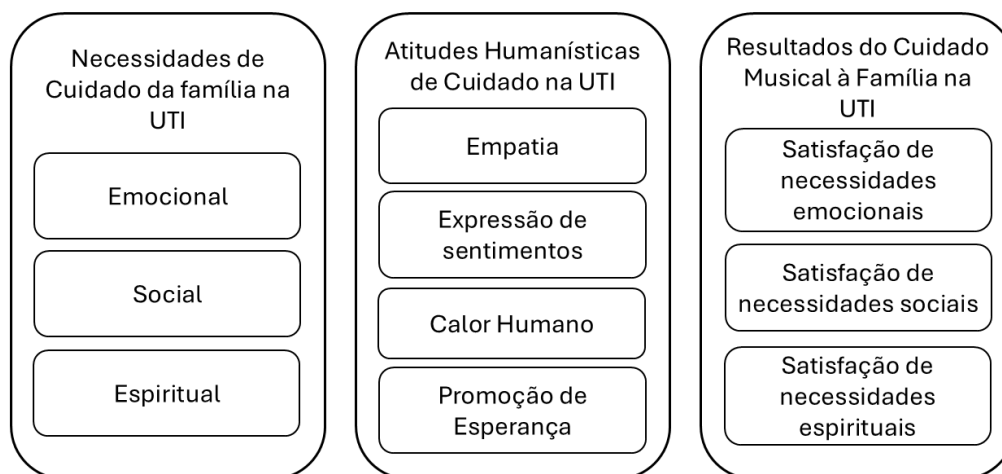 Necessidades de
Cuidado da família na
UTI
Emocional
Social
Espiritual
Atitudes Humanísticas
de Cuidado na UTI
Empatia
Expressão de
sentimentos
Calor Humano
Promoção de
Esperança
Resultados do Cuidado
Musical à Família na
UTI
Satisfação de
necessidades
emocionais
Satisfação de
necessidades sociais
Satisfação de
necessidades
espirituais